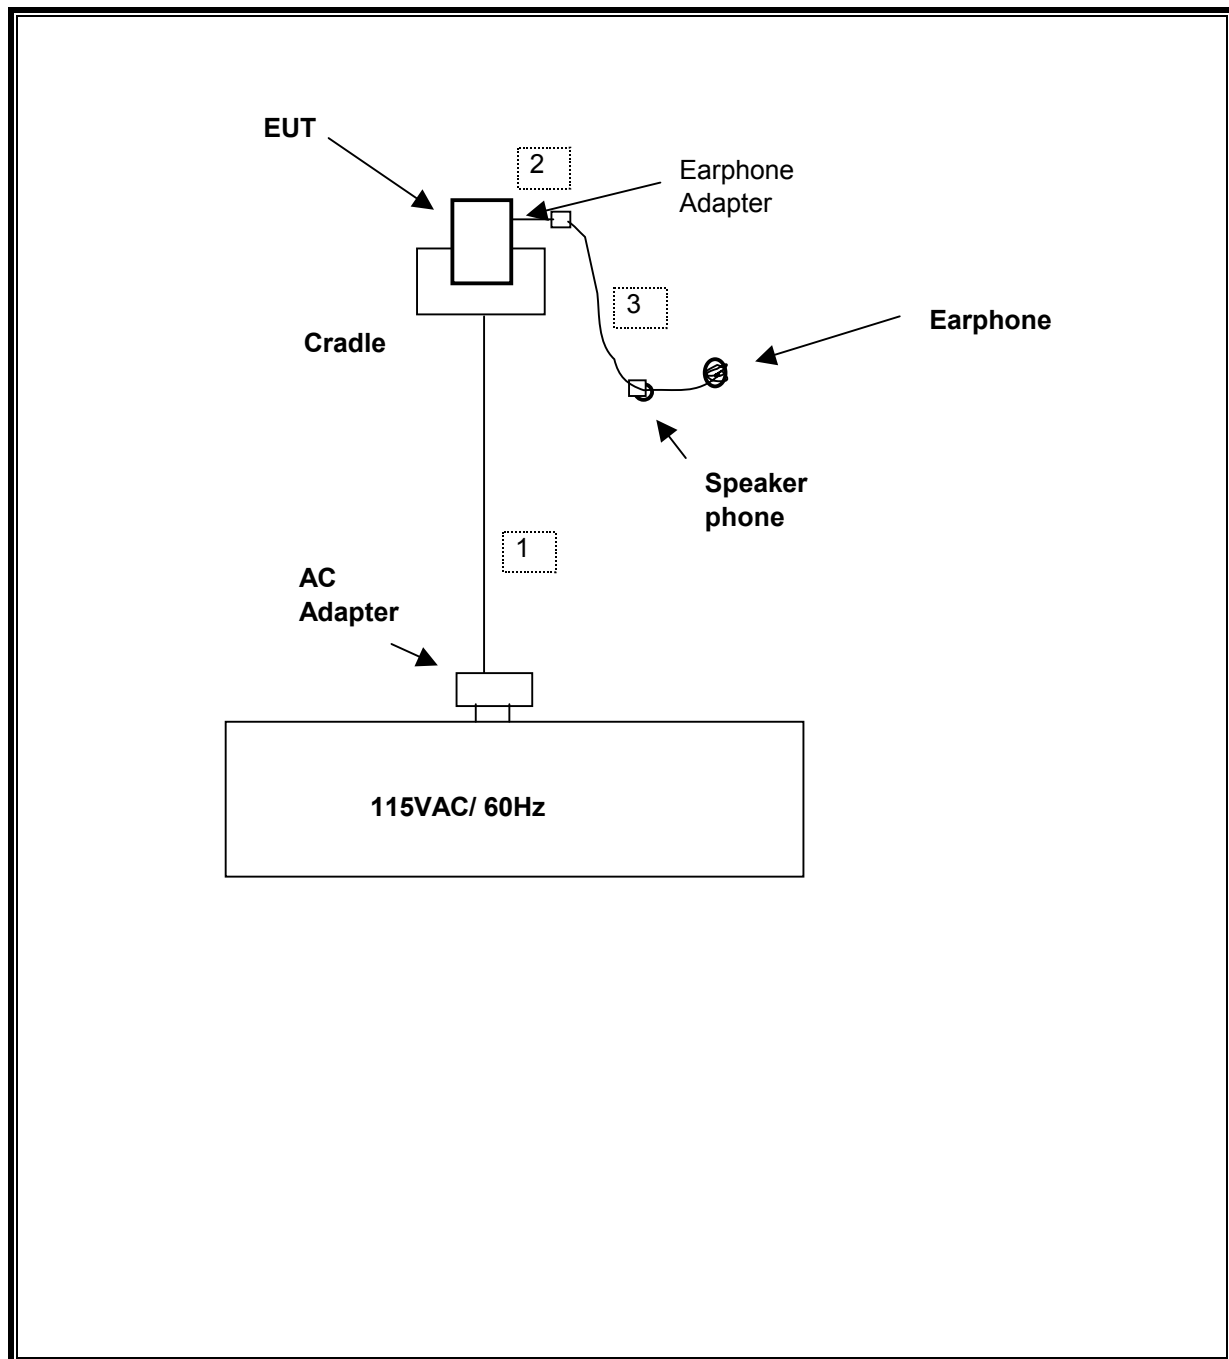 EUT
2
Earphone
Adapter
3
Earphone
Cradle
Speaker
phone
1
AC
Adapter
115VAC/ 60Hz